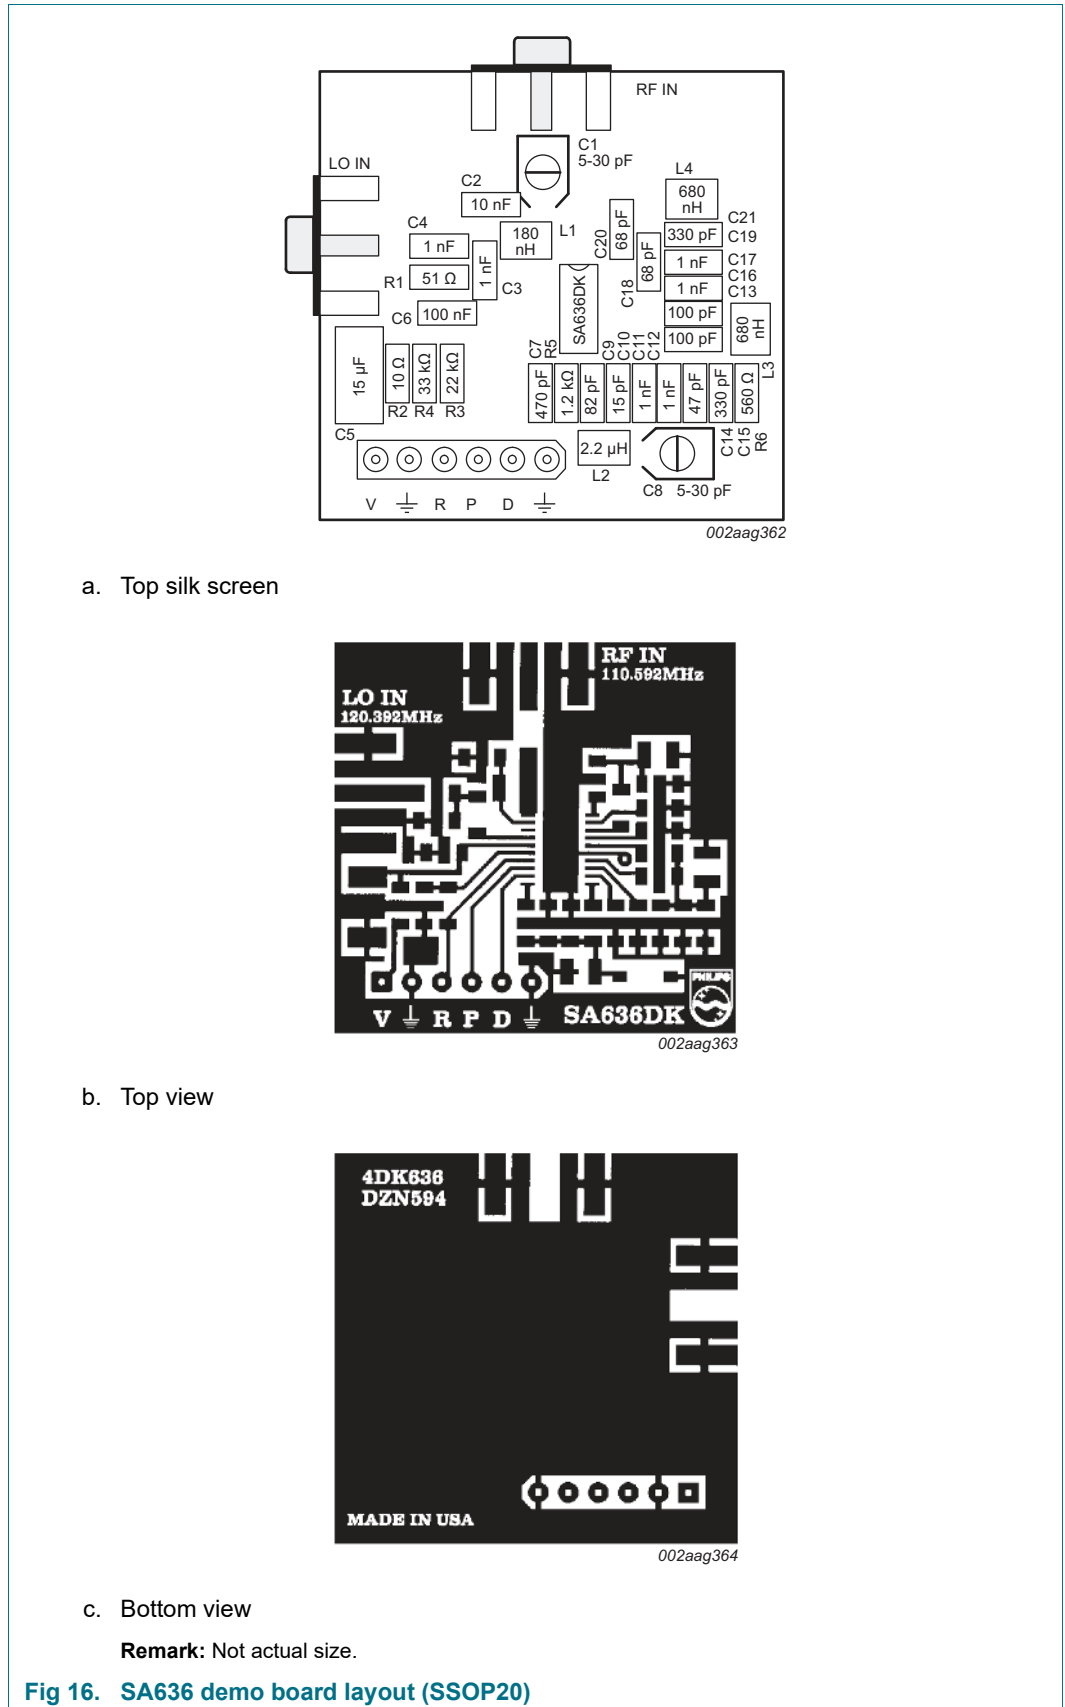 RF IN
C1
5-30 pF
LO IN
C2
10 nF
L4
680
nH
C4
1 nF
180
nH
L1
C20
68 pF
C21
330 pF
C19
R1
51 Ω
1 nF
C3
C18
68 pF
1 nF
C17
C16
1 nF
C13
C6
100 nF
SA636DK
100 pF
100 pF
680
nH
L3
15 µF
10 Ω
33 kΩ
22 kΩ
R2 R4 R3
C7
R5
C9
C10
C11
C12
470 pF
1.2 kΩ
82 pF
15 pF
1 nF
1 nF
47 pF
330 pF
560 Ω
C5
2.2 µH
L2
C14
C15
R6
C8 5-30 pF
V R P D
002aag362
a. Top silk screen
RF IN
110.592MHz
LO IN
120.392MHz
PHILIPS
V R P D SA636DK
002aag363
b. Top view
4DK636
DZN594
MADE IN USA
002aag364
c. Bottom view
Remark: Not actual size.
Fig 16. SA636 demo board layout (SSOP20)